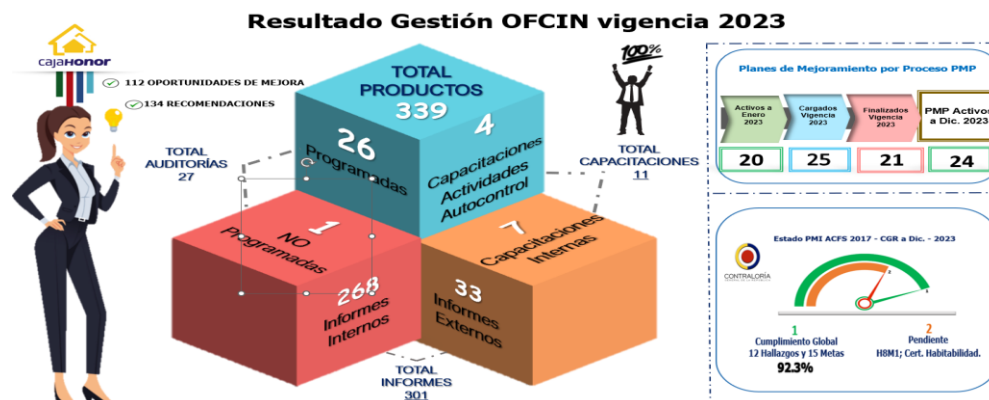 Resultado Gestión OFCIN vigencia 2023
cajaHonor
112 OPORTUNIDADES DE MEJORA
134 RECOMENDACIONES
TOTAL
AUDITORÍAS
27
TOTAL
PRODUCTOS
339
26
Programadas
4
Capacitaciones
Actividades
Autocontrol
1
NO
Programadas
268
Informes
Internos
7
Capacitaciones
Internas
33
Informes
Externos
TOTAL
INFORMES
301
100%
TOTAL
CAPACITACIONES
11
Planes de Mejoramiento por Proceso PMP
Activos a
Enero
2023
Cargados
Vigencia
2023
Finalizados
Vigencia
2023
PMP Activos
a Dic. 2023
20
25
21
24
Estado PMI ACFS 2017 - CGR a Dic. - 2023
CONTRALORÍA
2
1
1
Cumplimiento Global
12 Hallazgos y 15 Metas
92.3%
2
Pendiente
H8M1; Cert. Habitabilidad.